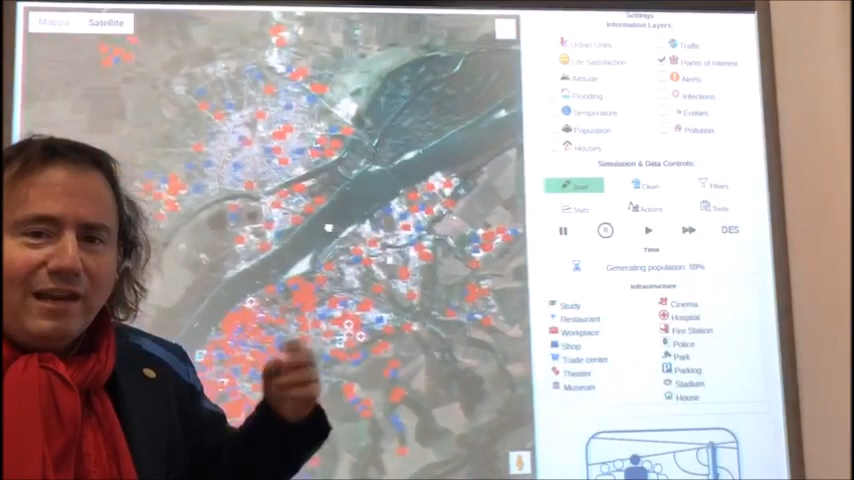 Mappa Satellite
Settings
Information Layers:
Urban Units Traffic
Life Satisfaction Points of Interest
Altitude Alerts
Flooding Infections
Temperature Entities
Population Pollution
Houses
Simulation & Data Controls:
Start Clean Filters
Stats Actions Tools
DES
Time
Generating population: 88%
Infrastructure
Study Cinema
Restaurant Hospital
Workplace Fire Station
Shop Police
Trade center Park
Theater Parking
Museum Stadium
House